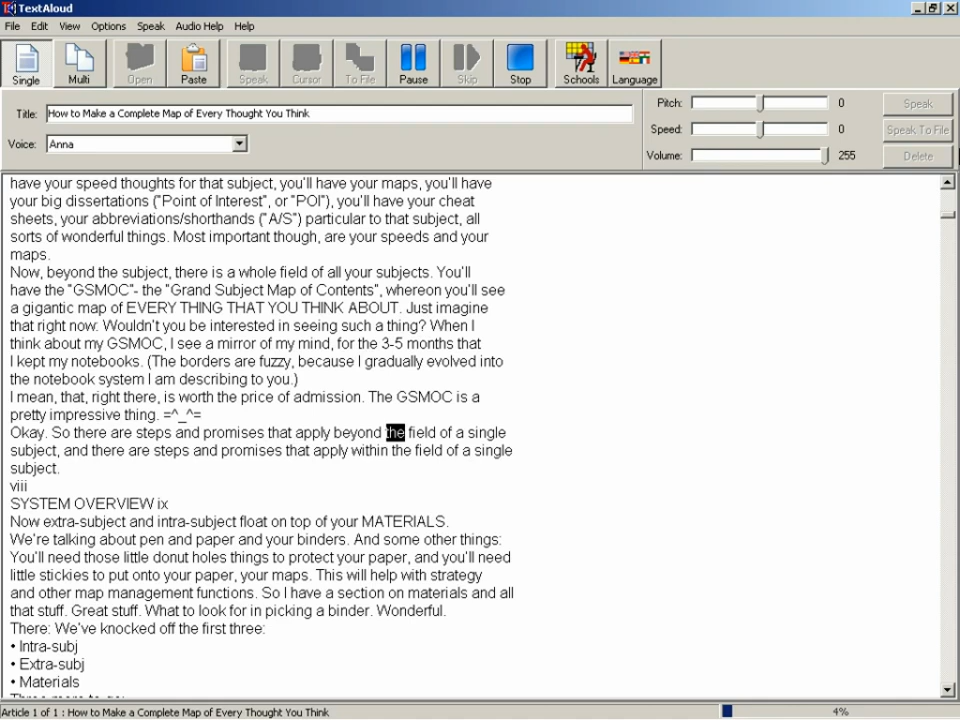 TextAloud
File Edit View Options Speak Audio Help Help
Single Multi Open Paste Speak Cursor To File Pause Skip Stop Schools Language
Title: How to Make a Complete Map of Every Thought You Think
Voice: Anna
Pitch: 0 Speak
Speed: 0 Speak To File
Volume: 255 Delete
have your speed thoughts for that subject, you'll have your maps, you'll have
your big dissertations ("Point of Interest", or "POI"), you'll have your cheat
sheets, your abbreviations/shorthands ("A/S") particular to that subject, all
sorts of wonderful things. Most important though, are your speeds and your
maps.
Now, beyond the subject, there is a whole field of all your subjects. You'll
have the "GSMOC"- the "Grand Subject Map of Contents", whereon you'll see
a gigantic map of EVERY THING THAT YOU THINK ABOUT. Just imagine
that right now: Wouldn't you be interested in seeing such a thing? When I
think about my GSMOC, I see a mirror of my mind, for the 3-5 months that
I kept my notebooks. (The borders are fuzzy, because I gradually evolved into
the notebook system I am describing to you.)
I mean, that, right there, is worth the price of admission. The GSMOC is a
pretty impressive thing. =^_^=
Okay. So there are steps and promises that apply beyond the field of a single
subject, and there are steps and promises that apply within the field of a single
subject.
viii
SYSTEM OVERVIEW ix
Now extra-subject and intra-subject float on top of your MATERIALS.
We're talking about pen and paper and your binders. And some other things:
You'll need those little donut holes things to protect your paper, and you'll need
little stickies to put onto your paper, your maps. This will help with strategy
and other map management functions. So I have a section on materials and all
that stuff. Great stuff. What to look for in picking a binder. Wonderful.
There: We've knocked off the first three:
• Intra-subj
• Extra-subj
• Materials
Three more to go:
Article 1 of 1 : How to Make a Complete Map of Every Thought You Think 4%